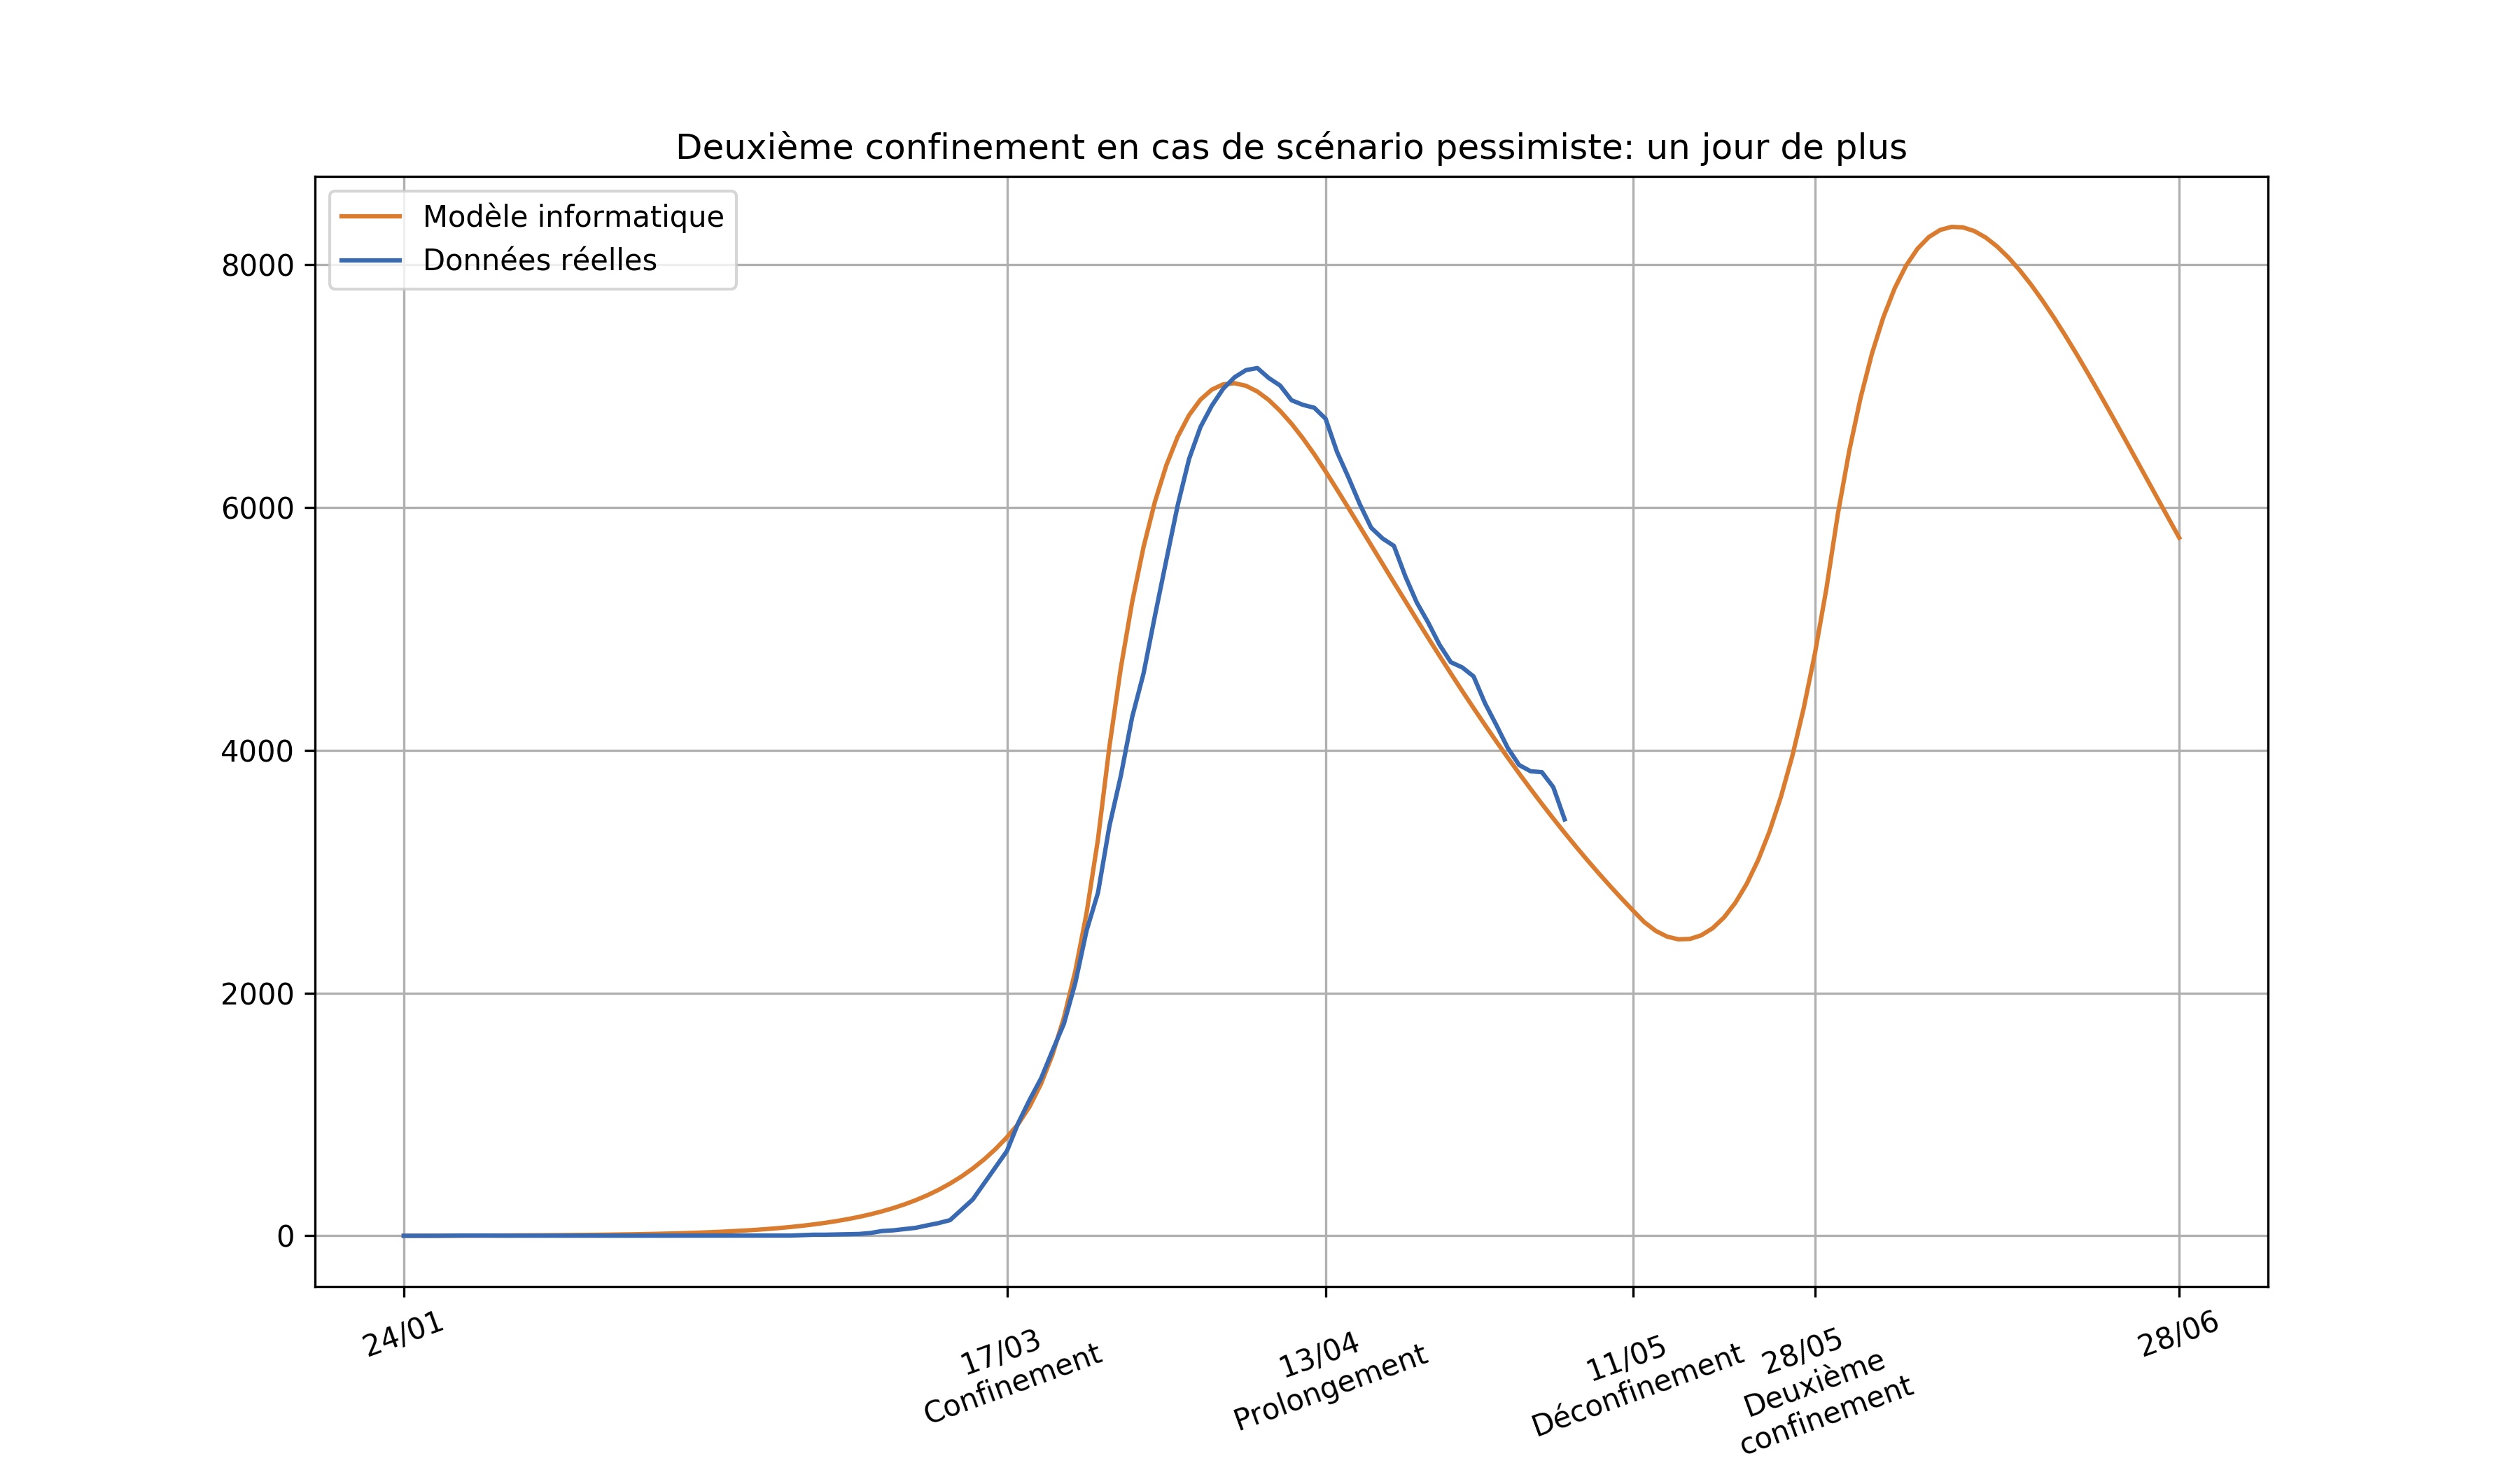 Deuxième confinement en cas de scénario pessimiste: un jour de plus
Modèle informatique
Données réelles
8000
6000
4000
2000
0
24/01
17/03
Confinement
13/04
Prolongement
11/05
Déconfinement
28/05
Deuxième
confinement
28/06